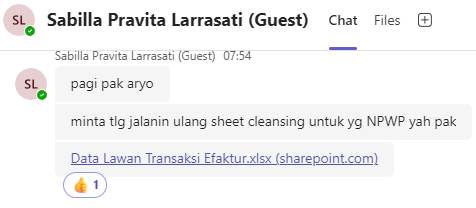 SL Sabilla Pravita Larrasati (Guest) Chat Files
Sabilla Pravita Larrasati (Guest) 07:54
SL pagi pak aryo
minta tlg jalanin ulang sheet cleansing untuk yg NPWP yah pak
Data Lawan Transaksi Efaktur.xlsx (sharepoint.com)
👍 1